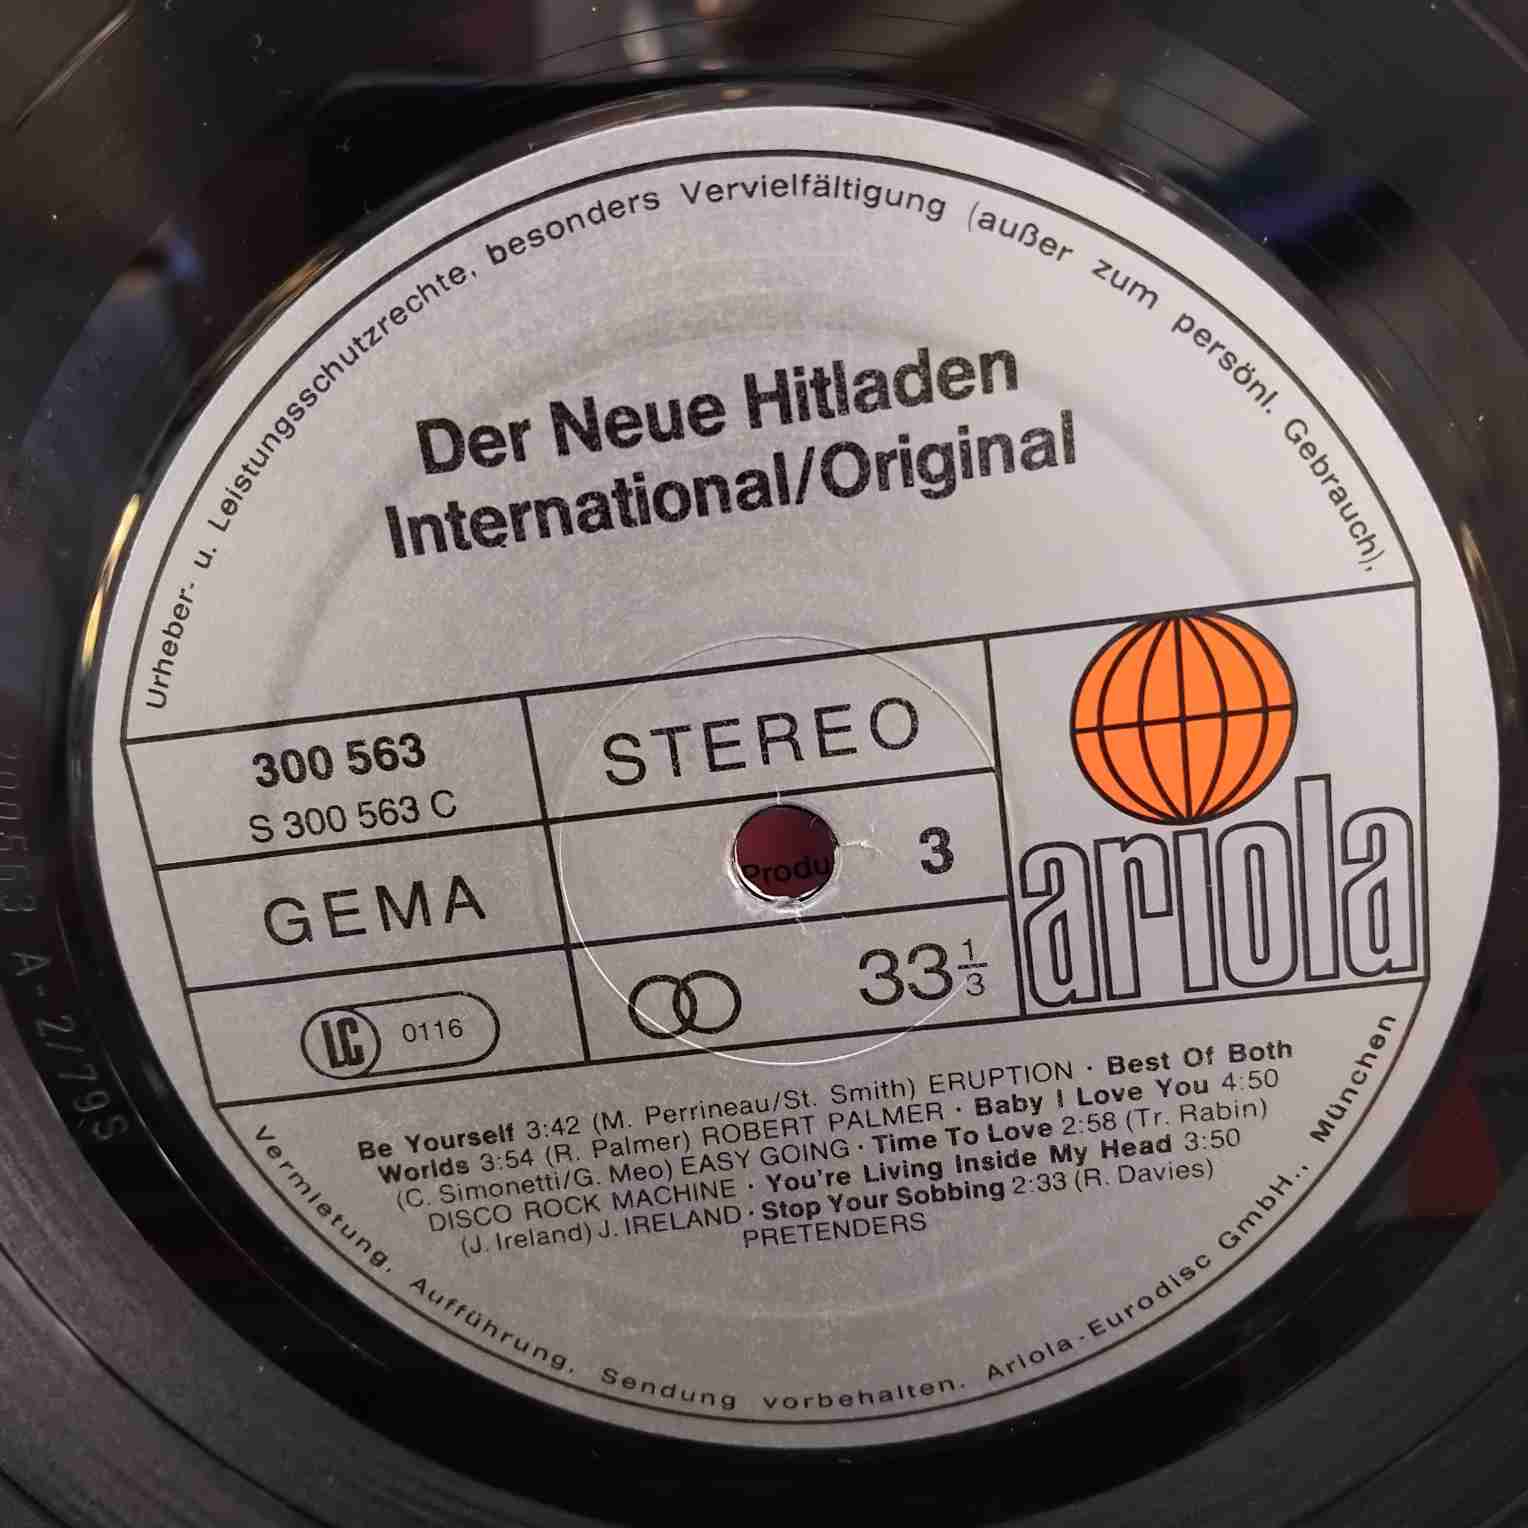 Urheber- u. Leistungsschutzrechte, besonders Vervielfältigung (außer zum persönl. Gebrauch),
Der Neue Hitladen
International/Original
300 563
S 300 563 C
STEREO
GEMA
Produ
3
LC 0116
33 1/3
ariola
Be Yourself 3:42 (M. Perrineau/St. Smith) ERUPTION · Best Of Both
Worlds 3:54 (R. Palmer) ROBERT PALMER · Baby I Love You 4:50
(C. Simonetti/G. Meo) EASY GOING · Time To Love 2:58 (Tr. Rabin)
DISCO ROCK MACHINE · You're Living Inside My Head 3:50
(J. Ireland) J. IRELAND · Stop Your Sobbing 2:33 (R. Davies)
PRETENDERS
Vermietung, Aufführung, Sendung vorbehalten. Ariola-Eurodisc GmbH., München
A-2/79S